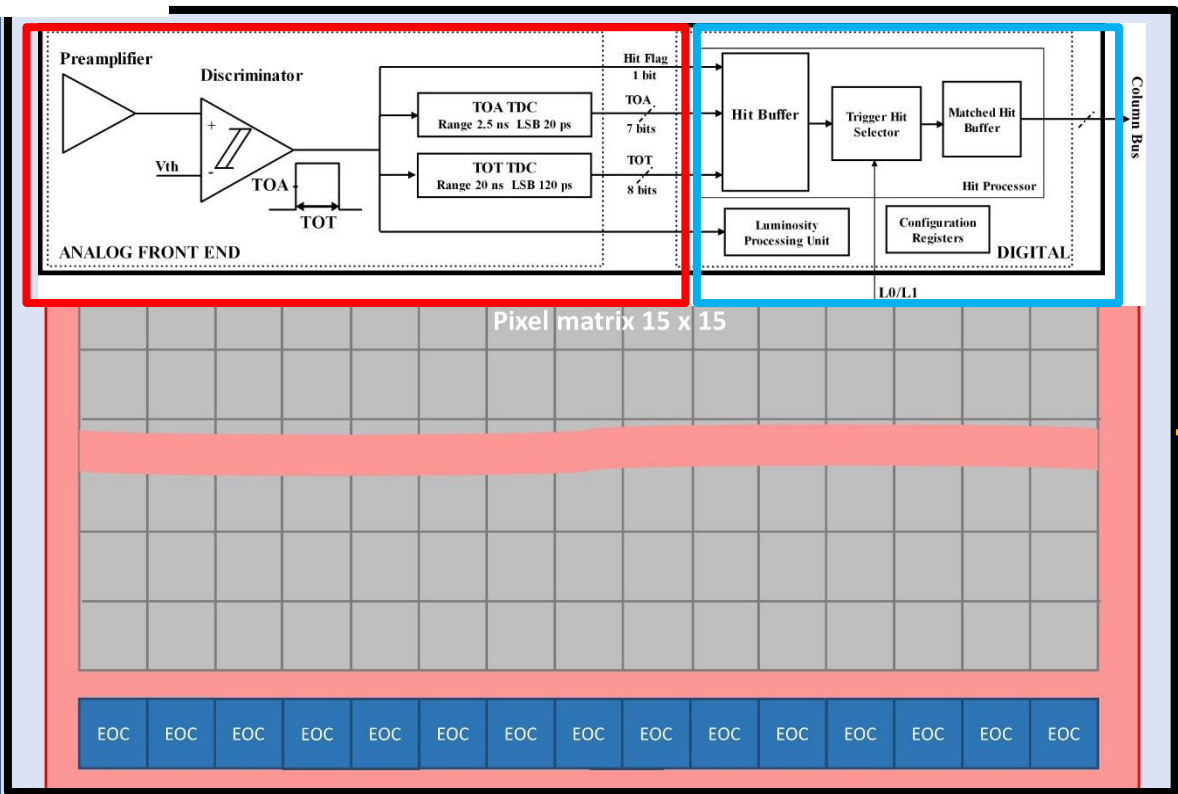 Preamplifier
Discriminator
+
-
Vth
TOA
TOT
ANALOG FRONT END
TOA TDC
Range 2.5 ns LSB 20 ps
TOT TDC
Range 20 ns LSB 120 ps
Hit Flag
1 bit
TOA
7 bits
TOT
8 bits
Hit Buffer
Trigger Hit
Selector
Matched Hit
Buffer
Hit Processor
Luminosity
Processing Unit
Configuration
Registers
DIGITAL
L0/L1
Column Bus
Pixel matrix 15 x 15
EOC EOC EOC EOC EOC EOC EOC EOC EOC EOC EOC EOC EOC EOC EOC